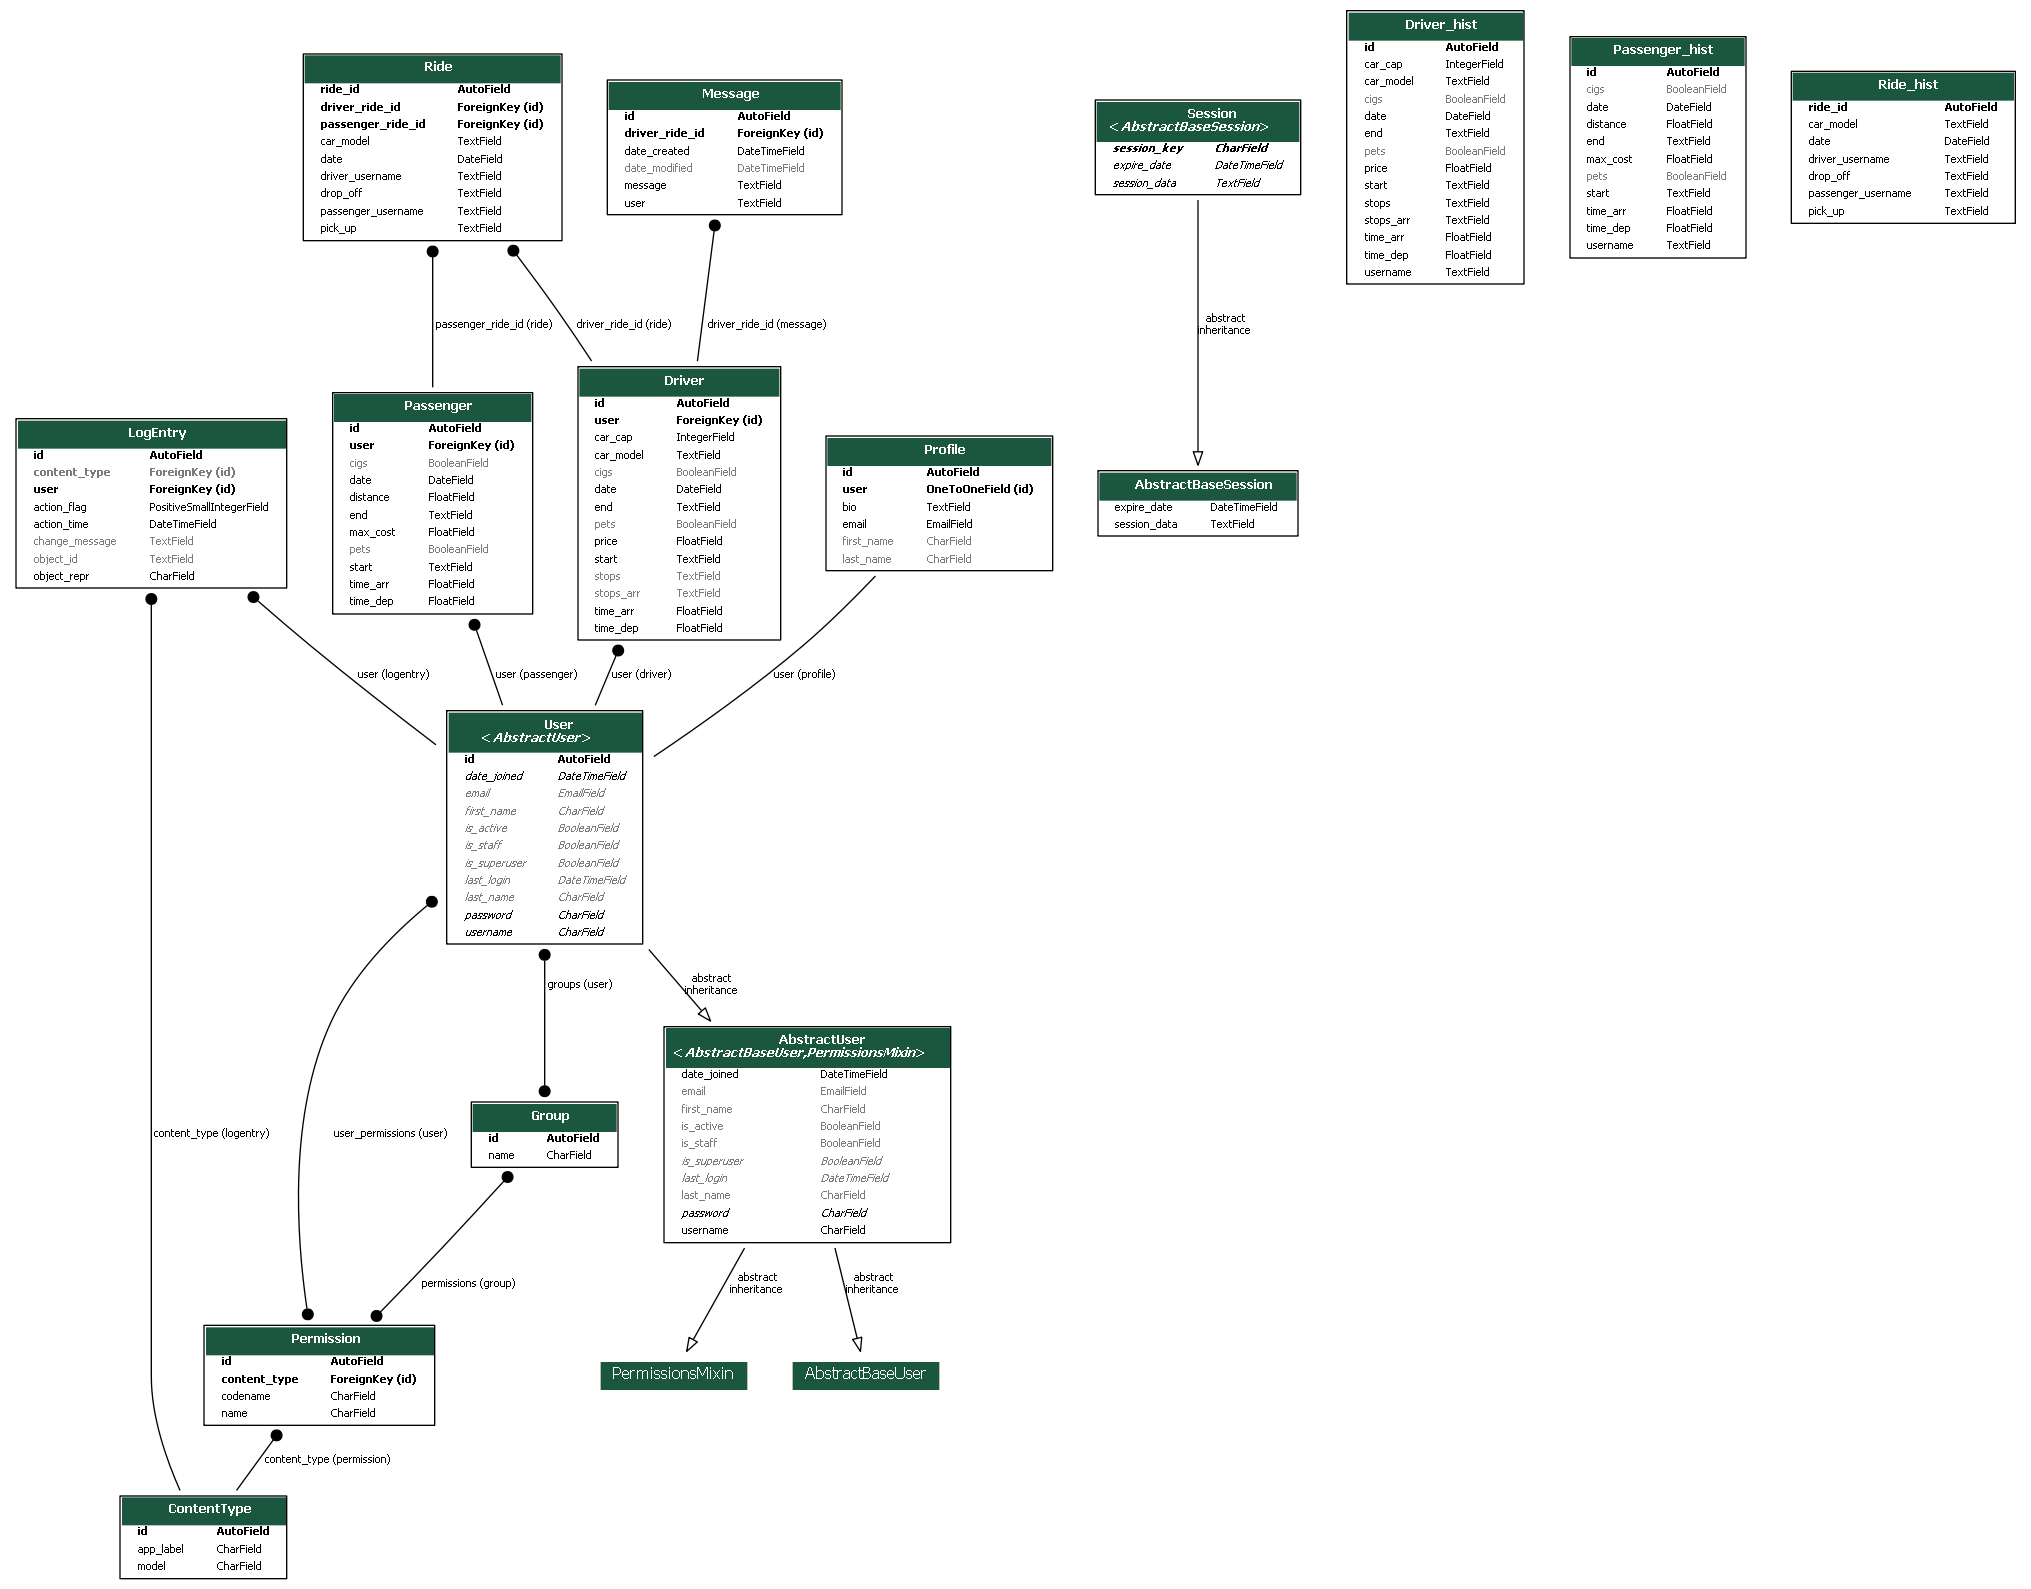 Ride
ride_id AutoField
driver_ride_id ForeignKey (id)
passenger_ride_id ForeignKey (id)
car_model TextField
date DateField
driver_username TextField
drop_off TextField
passenger_username TextField
pick_up TextField
Message
id AutoField
driver_ride_id ForeignKey (id)
date_created DateTimeField
date_modified DateTimeField
message TextField
user TextField
Session
<AbstractBaseSession>
session_key CharField
expire_date DateTimeField
session_data TextField
Driver_hist
id AutoField
car_cap IntegerField
car_model TextField
cigs BooleanField
date DateField
end TextField
pets BooleanField
price FloatField
start TextField
stops TextField
stops_arr TextField
time_arr FloatField
time_dep FloatField
username TextField
Passenger_hist
id AutoField
cigs BooleanField
date DateField
distance FloatField
end TextField
max_cost FloatField
pets BooleanField
start TextField
time_arr FloatField
time_dep FloatField
username TextField
Ride_hist
ride_id AutoField
car_model TextField
date DateField
driver_username TextField
drop_off TextField
passenger_username TextField
pick_up TextField
passenger_ride_id (ride)
driver_ride_id (ride)
driver_ride_id (message)
abstract
inheritance
LogEntry
id AutoField
content_type ForeignKey (id)
user ForeignKey (id)
action_flag PositiveSmallIntegerField
action_time DateTimeField
change_message TextField
object_id TextField
object_repr CharField
Passenger
id AutoField
user ForeignKey (id)
cigs BooleanField
date DateField
distance FloatField
end TextField
max_cost FloatField
pets BooleanField
start TextField
time_arr FloatField
time_dep FloatField
Driver
id AutoField
user ForeignKey (id)
car_cap IntegerField
car_model TextField
cigs BooleanField
date DateField
end TextField
pets BooleanField
price FloatField
start TextField
stops TextField
stops_arr TextField
time_arr FloatField
time_dep FloatField
Profile
id AutoField
user OneToOneField (id)
bio TextField
email EmailField
first_name CharField
last_name CharField
AbstractBaseSession
expire_date DateTimeField
session_data TextField
user (logentry)
user (passenger)
user (driver)
user (profile)
User
<AbstractUser>
id AutoField
date_joined DateTimeField
email EmailField
first_name CharField
is_active BooleanField
is_staff BooleanField
is_superuser BooleanField
last_login DateTimeField
last_name CharField
password CharField
username CharField
groups (user)
abstract
inheritance
content_type (logentry)
user_permissions (user)
Group
id AutoField
name CharField
AbstractUser
<AbstractBaseUser,PermissionsMixin>
date_joined DateTimeField
email EmailField
first_name CharField
is_active BooleanField
is_staff BooleanField
is_superuser BooleanField
last_login DateTimeField
last_name CharField
password CharField
username CharField
permissions (group)
abstract
inheritance
abstract
inheritance
Permission
id AutoField
content_type ForeignKey (id)
codename CharField
name CharField
PermissionsMixin
AbstractBaseUser
content_type (permission)
ContentType
id AutoField
app_label CharField
model CharField